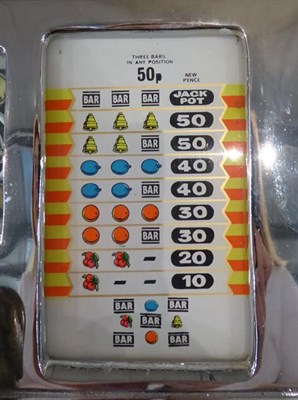 THREE BARS
IN ANY POSITION
50p NEW PENCE
BAR BAR BAR JACK POT
50
BAR 50
40
BAR 40
30
BAR 30
- 20
- - 10
BAR BAR
BAR
BAR BAR